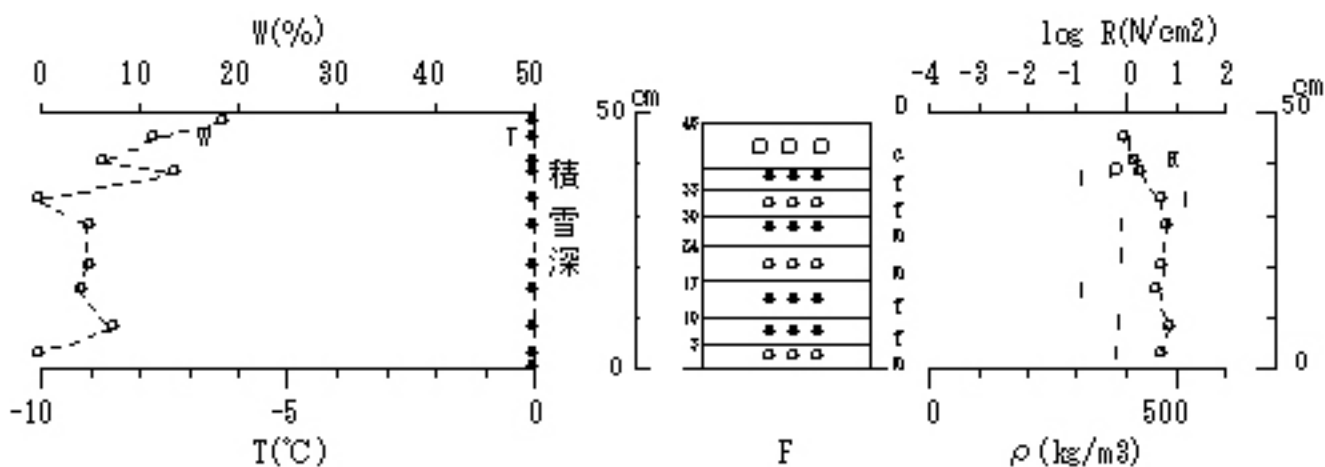 W(%)
0 10 20 30 40 50
cm
50
W
T
積雪深
0
-10 -5 0
T(℃)
33
30
24
17
10
3
F
D
c
f
f
m
m
f
f
m
log R(N/cm2)
-4 -3 -2 -1 0 1 2
cm
50
R
0
0 500
ρ(kg/m3)